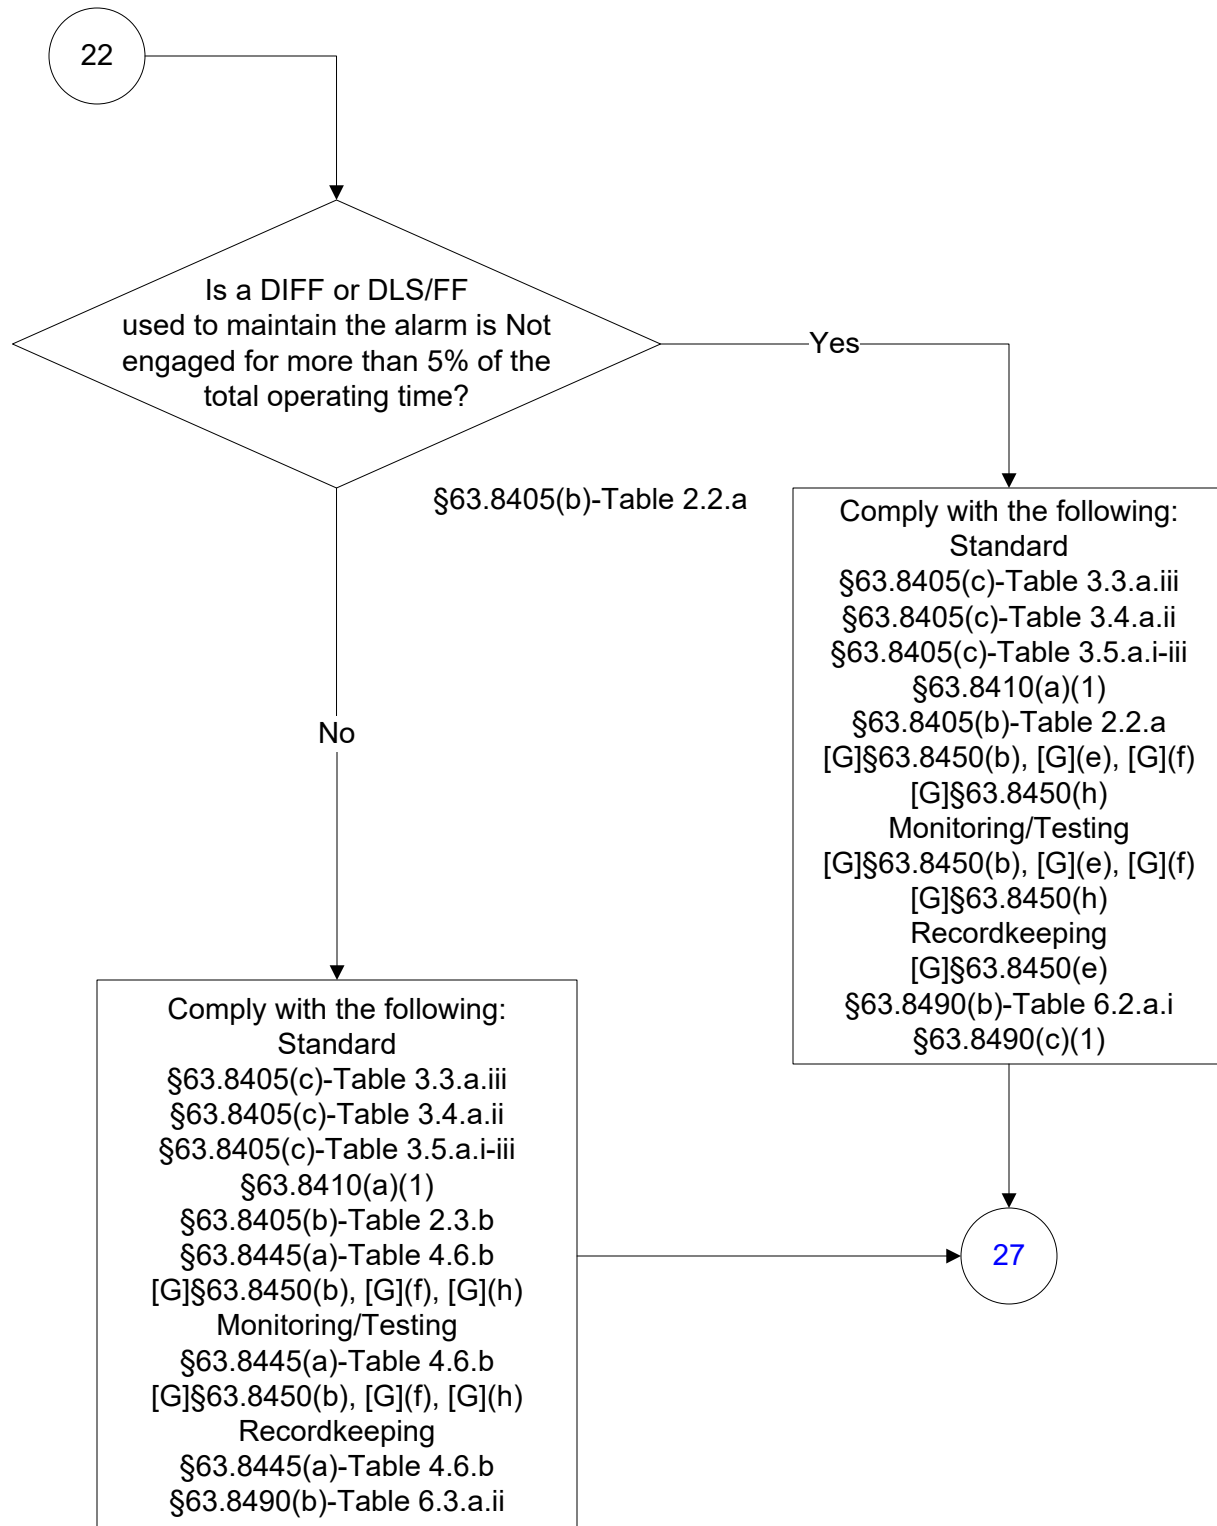 22
Is a DIFF or DLS/FF
used to maintain the alarm is Not
engaged for more than 5% of the
total operating time?
Yes
§63.8405(b)-Table 2.2.a
No
Comply with the following:
Standard
§63.8405(c)-Table 3.3.a.iii
§63.8405(c)-Table 3.4.a.ii
§63.8405(c)-Table 3.5.a.i-iii
§63.8410(a)(1)
§63.8405(b)-Table 2.2.a
[G]§63.8450(b), [G](e), [G](f)
[G]§63.8450(h)
Monitoring/Testing
[G]§63.8450(b), [G](e), [G](f)
[G]§63.8450(h)
Recordkeeping
[G]§63.8450(e)
§63.8490(b)-Table 6.2.a.i
§63.8490(c)(1)
Comply with the following:
Standard
§63.8405(c)-Table 3.3.a.iii
§63.8405(c)-Table 3.4.a.ii
§63.8405(c)-Table 3.5.a.i-iii
§63.8410(a)(1)
§63.8405(b)-Table 2.3.b
§63.8445(a)-Table 4.6.b
[G]§63.8450(b), [G](f), [G](h)
Monitoring/Testing
§63.8445(a)-Table 4.6.b
[G]§63.8450(b), [G](f), [G](h)
Recordkeeping
§63.8445(a)-Table 4.6.b
§63.8490(b)-Table 6.3.a.ii
27